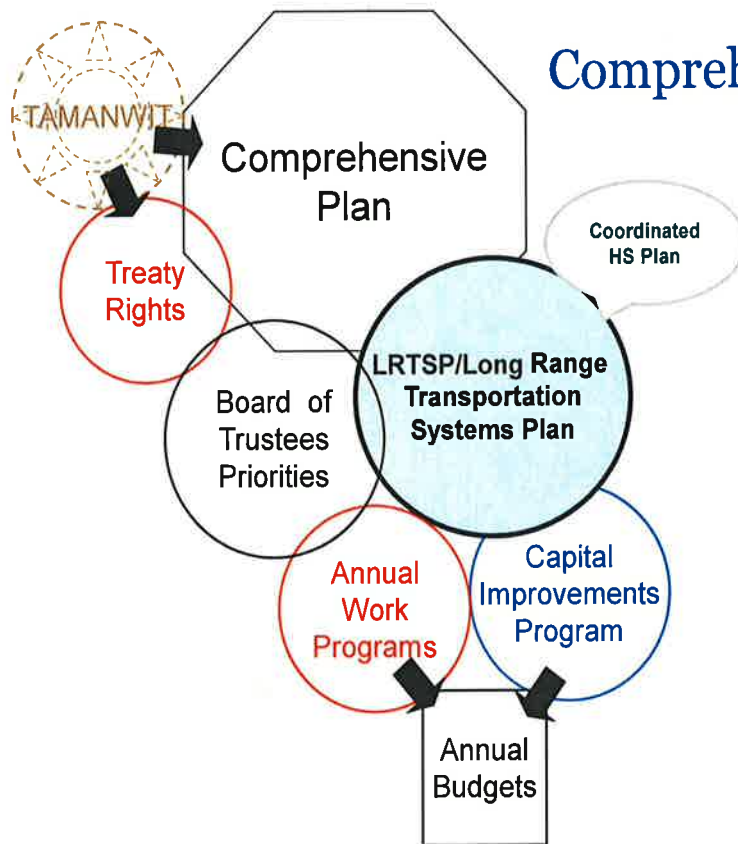 Compreh
TAMANWIT
Comprehensive
Plan
Coordinated
HS Plan
Treaty
Rights
LRTSP/Long Range
Transportation
Systems Plan
Board of
Trustees
Priorities
Annual
Work
Programs
Capital
Improvements
Program
Annual
Budgets